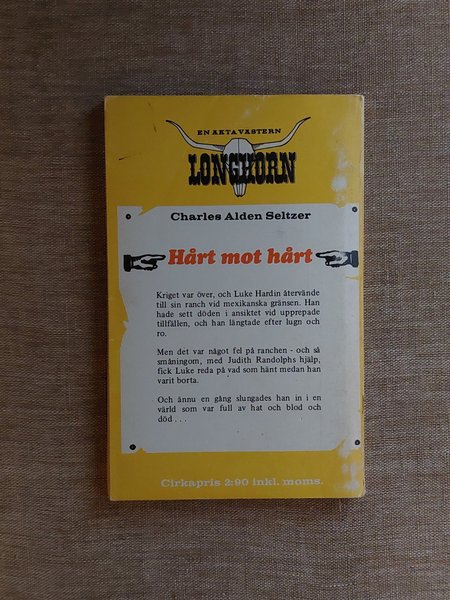 EN ÄKTA VÄSTERN
LONGHORN
Charles Alden Seltzer
Hårt mot hårt
Kriget var över, och Luke Hardin återvände
till sin ranch vid mexikanska gränsen. Han
hade sett döden i ansiktet vid upprepade
tillfällen, och han längtade efter lugn och
ro.
Men det var något fel på ranchen - och så
småningom, med Judith Randolphs hjälp,
fick Luke reda på vad som hänt medan han
varit borta.
Och ännu en gång slungades han in i en
värld som var full av hat och blod och
död . . .
Cirkapris 2:90 inkl. moms.